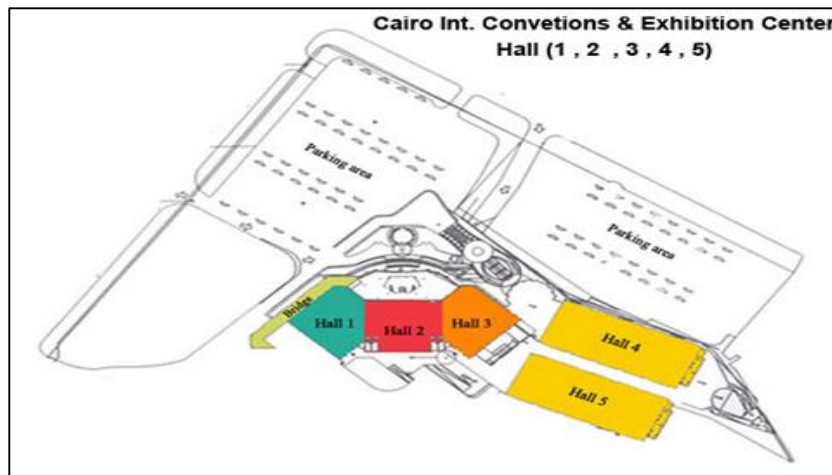 Cairo Int. Convetions & Exhibition Center
Hall (1 , 2 , 3 , 4 , 5)
Parking area
Parking area
Bridge
Hall 1
Hall 2
Hall 3
Hall 4
Hall 5